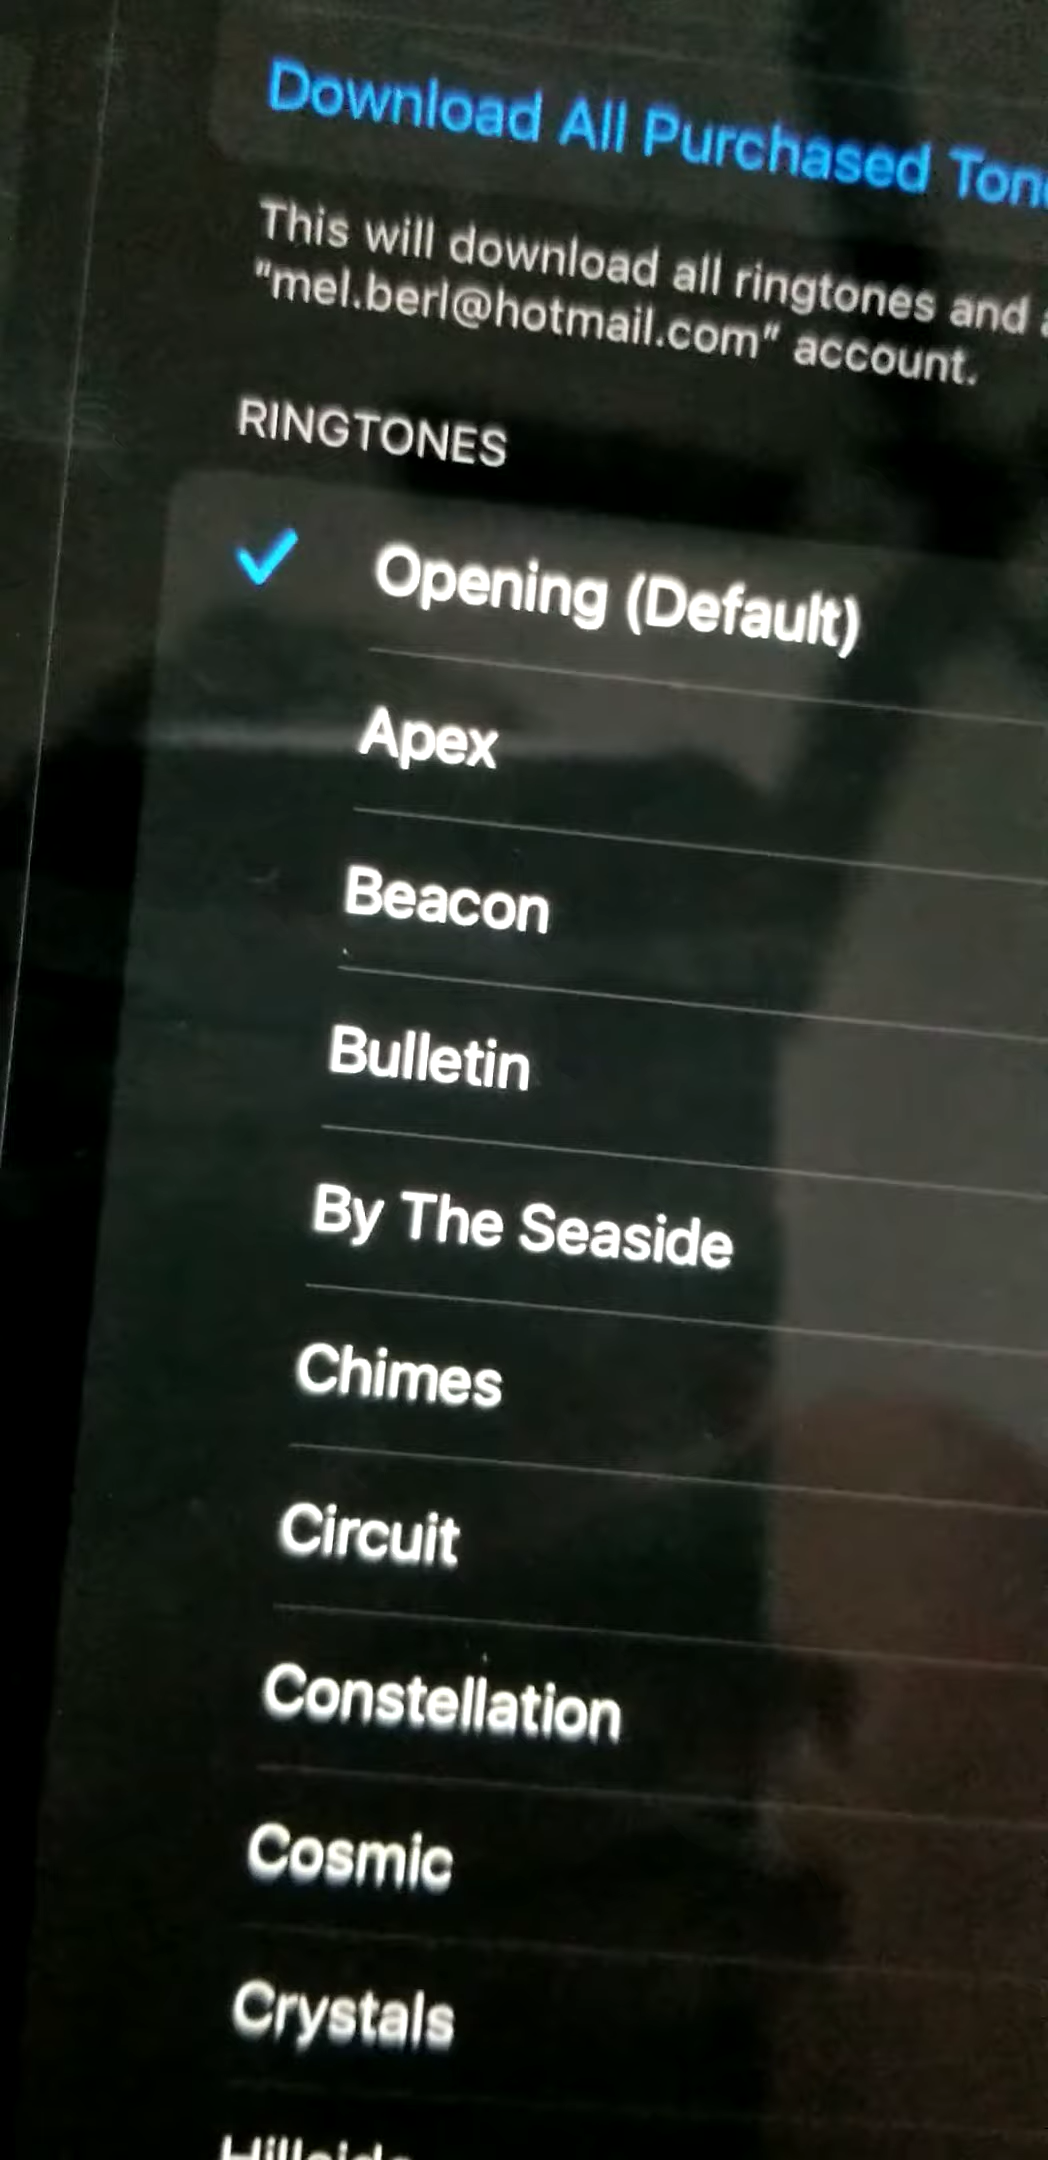 Download All Purchased
This will download all ringtones and
"mel.berl@hotmail.com" account.
RINGTONES
Opening (Default)
Apex
Beacon
Bulletin
By The Seaside
Chimes
Circuit
Constellation
Cosmic
Crystals